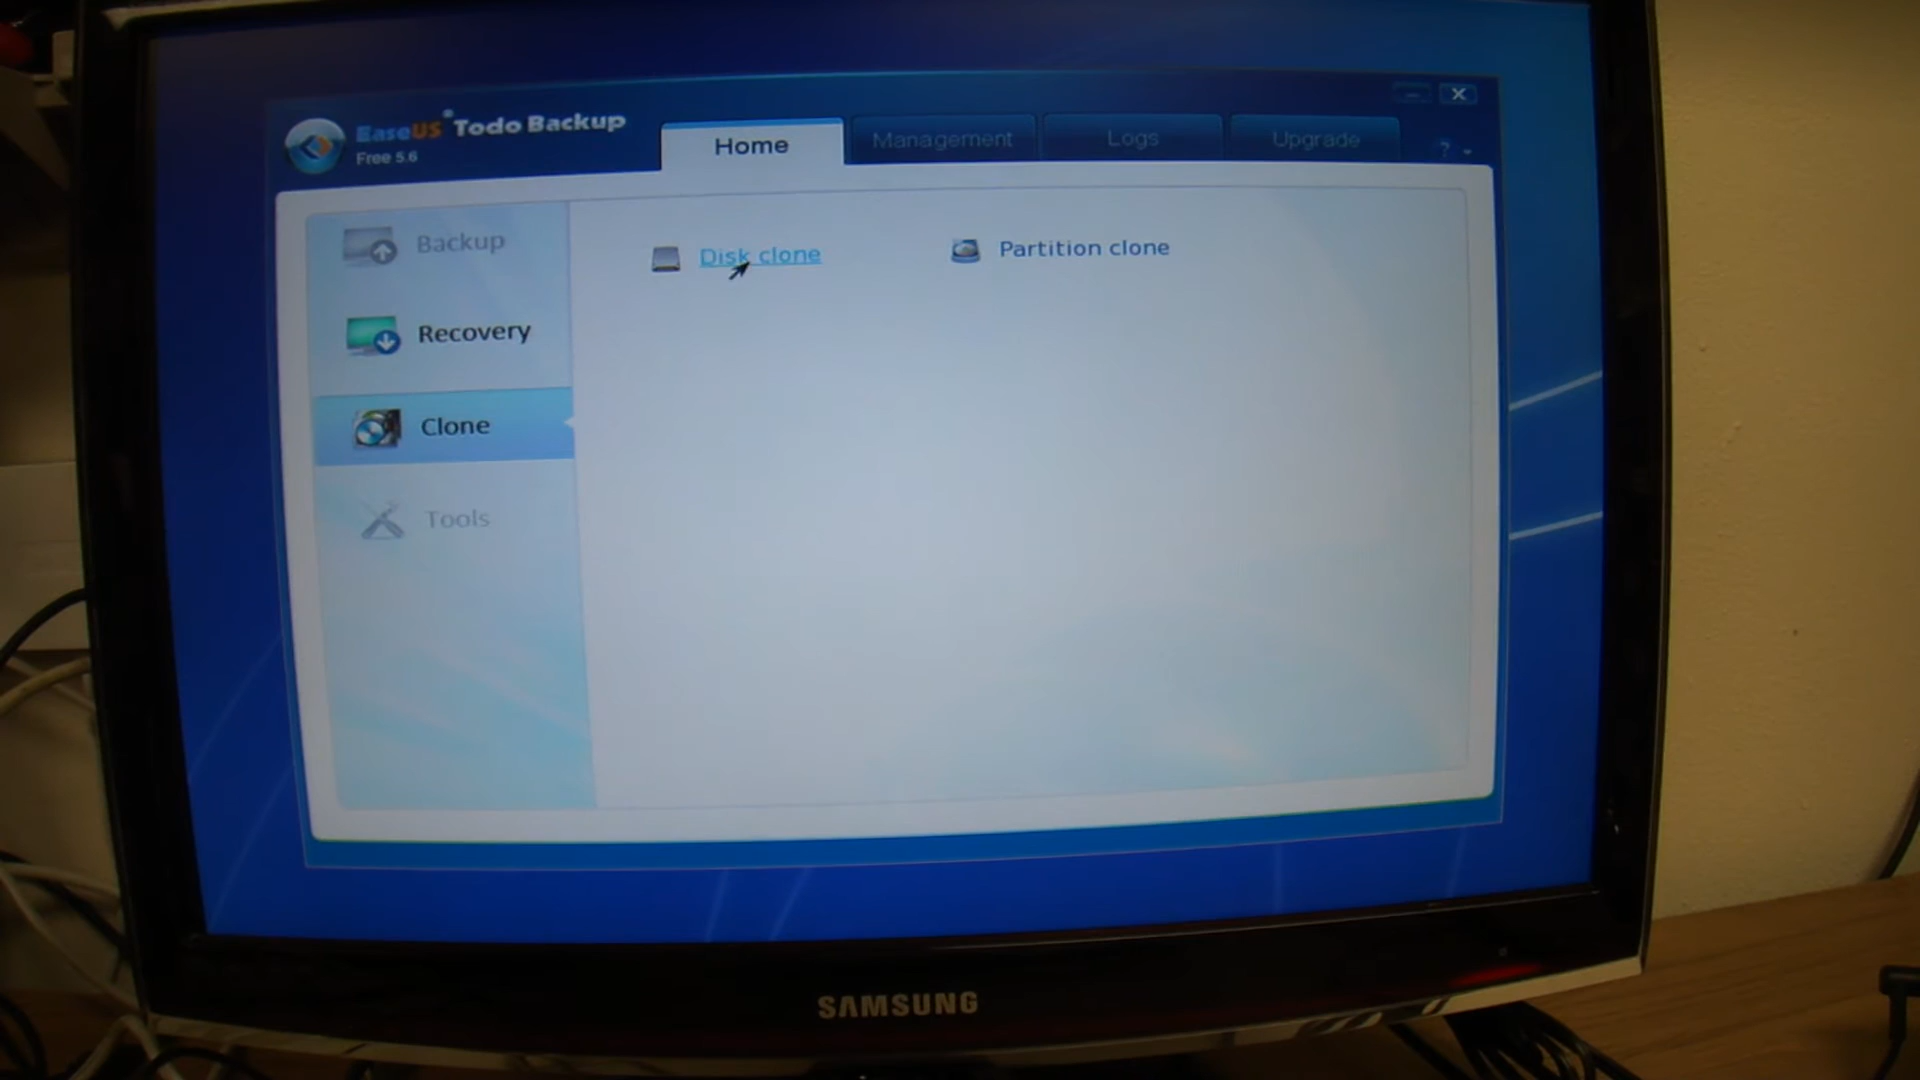 EaseUS® Todo Backup
Free 5.6
Home
Management
Logs
Upgrade
?
Backup
Recovery
Clone
Tools
Disk clone
Partition clone
SAMSUNG